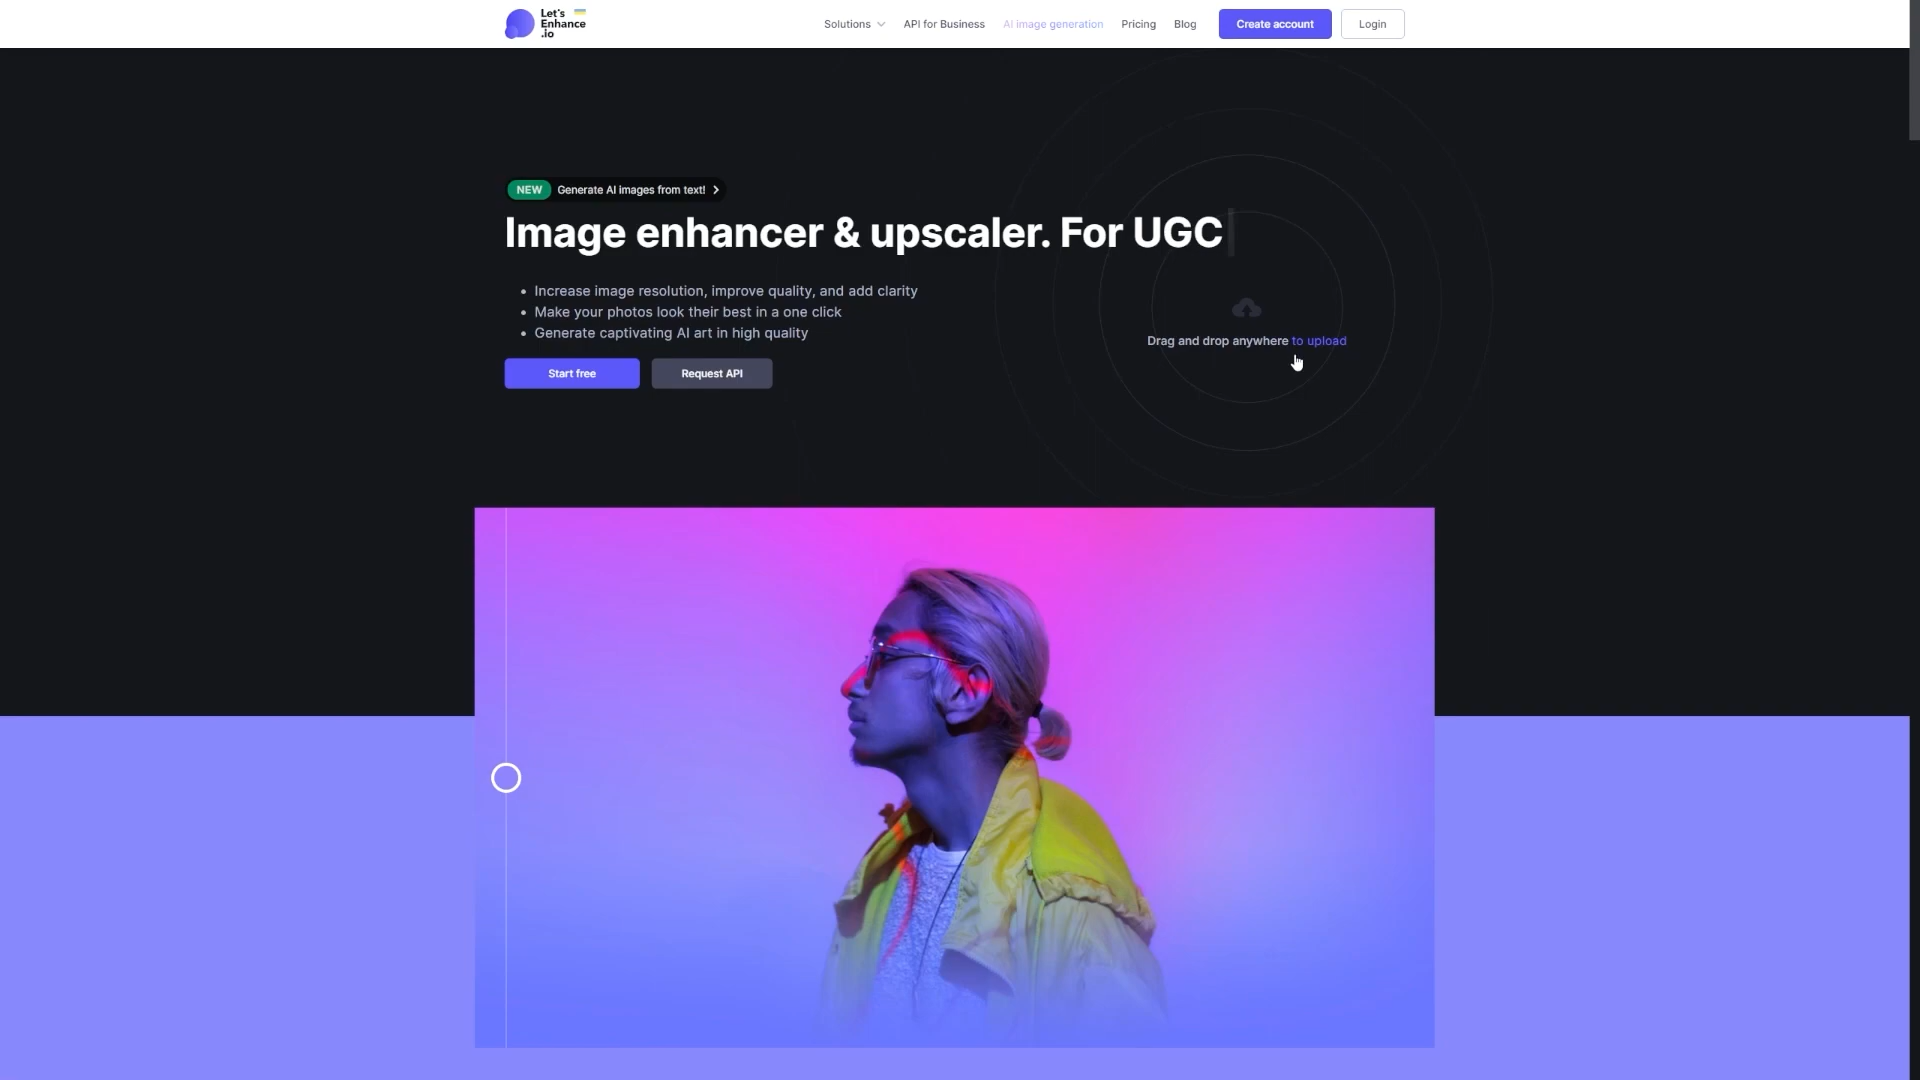 Let's
Enhance
.io
Solutions
API for Business
AI image generation
Pricing
Blog
Create account
Login
NEW Generate AI images from text!
Image enhancer & upscaler. For UGC
Increase image resolution, improve quality, and add clarity
Make your photos look their best in a one click
Generate captivating AI art in high quality
Drag and drop anywhere to upload
Start free
Request API